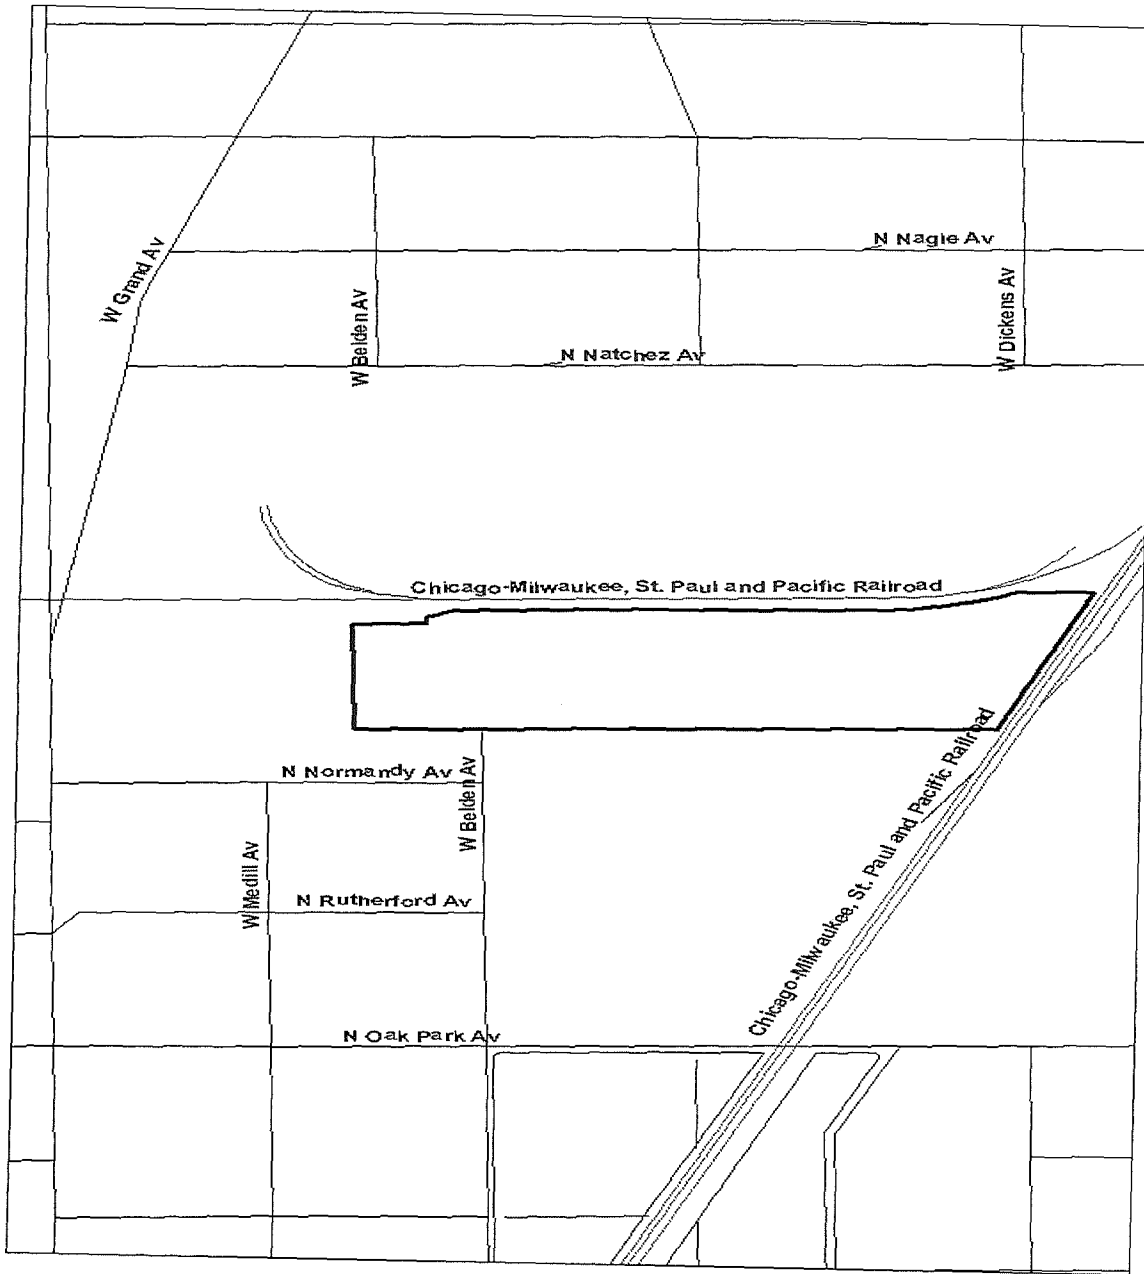 N Nagle Av
W Grand Av
W Dickens Av
W Belden Av
N Natchez Av
Chicago-Milwaukee, St. Paul and Pacific Railroad
Chicago-Milwaukee, St. Paul and Pacific Railroad
N Normandy Av
W Belden Av
W Medill Av
N Rutherford Av
N Oak Park Av